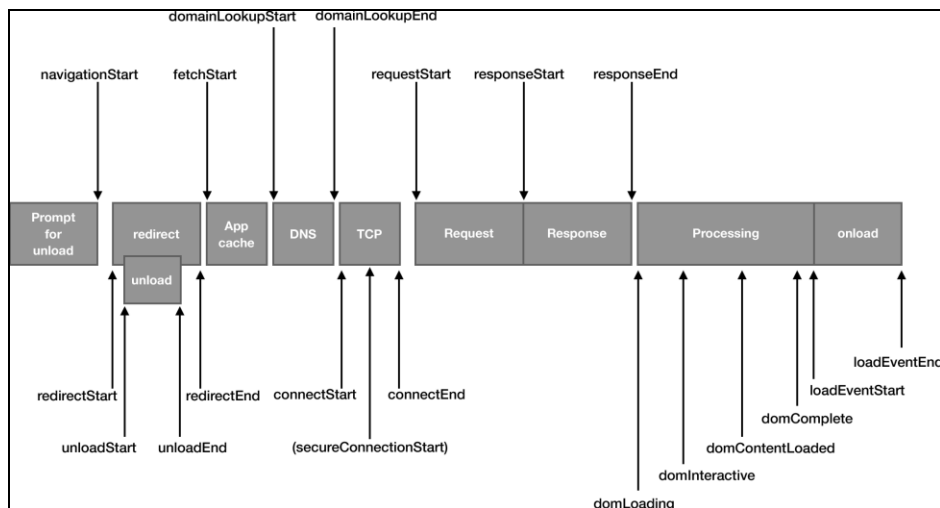 domainLookupStart
domainLookupEnd
navigationStart
fetchStart
requestStart
responseStart
responseEnd
Prompt
for
unload
redirect
App
cache
DNS
TCP
Request
Response
Processing
onload
unload
loadEventEnd
redirectStart
redirectEnd
connectStart
connectEnd
loadEventStart
domComplete
unloadStart
unloadEnd
(secureConnectionStart)
domContentLoaded
domInteractive
domLoading